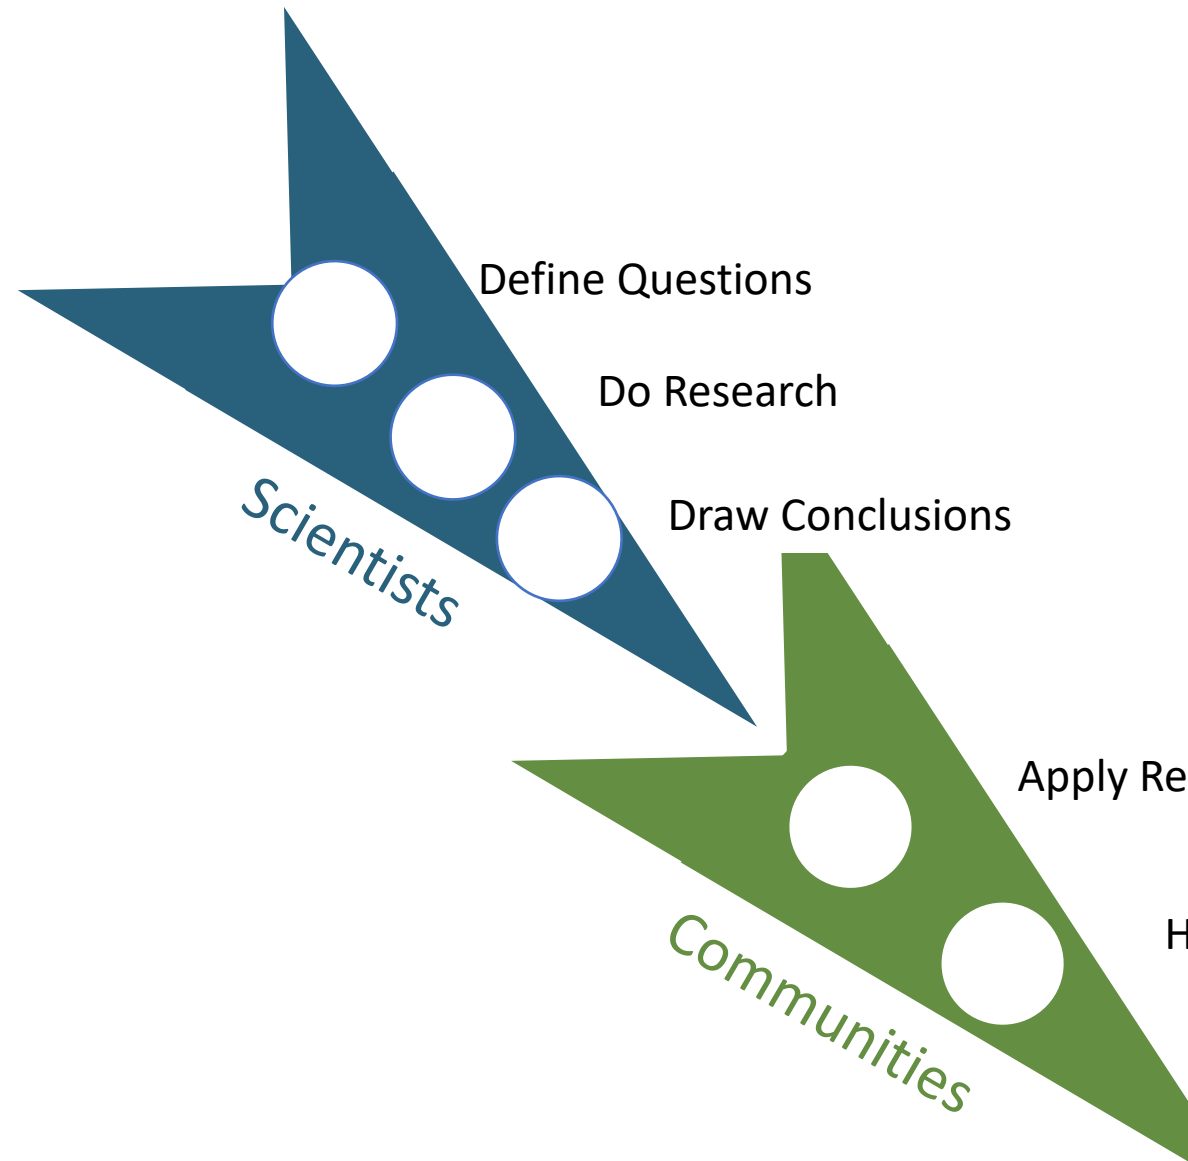 Define Questions
Do Research
Scientists
Draw Conclusions
Apply Re
H
Communities